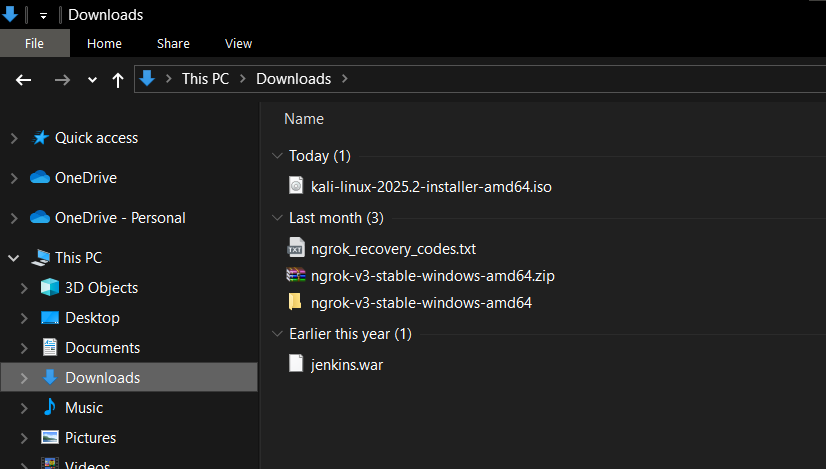 Downloads
File Home Share View
This PC Downloads
Name
Quick access
OneDrive
OneDrive - Personal
This PC
3D Objects
Desktop
Documents
Downloads
Music
Pictures
Videos
Today (1)
kali-linux-2025.2-installer-amd64.iso
Last month (3)
TXT
ngrok_recovery_codes.txt
ngrok-v3-stable-windows-amd64.zip
ngrok-v3-stable-windows-amd64
Earlier this year (1)
jenkins.war